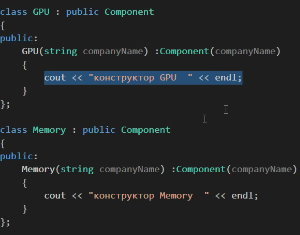 class GPU : public Component
{
public:
GPU(string companyName) :Component(companyName)
{
cout << "конструктор GPU  " << endl;
}
};
class Memory : public Component
{
public:
Memory(string companyName) :Component(companyName)
{
cout << "конструктор Memory  " << endl;
}
};